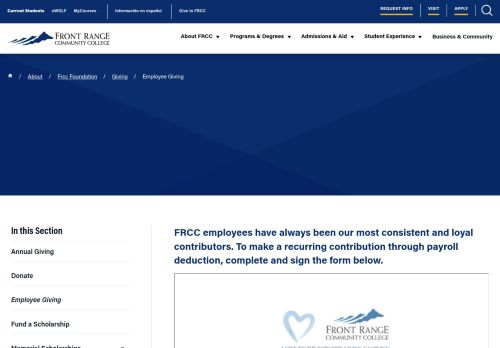 Current Students eWOLF MyCourses Información en español Give to FRCC REQUEST INFO VISIT APPLY
FRONT RANGE
COMMUNITY COLLEGE
About FRCC Programs & Degrees Admissions & Aid Student Experience Business & Community
/ About / Frcc Foundation / Giving / Employee Giving
In this Section
Annual Giving
Donate
Employee Giving
Fund a Scholarship
Memorial Scholarships
FRCC employees have always been our most consistent and loyal
contributors. To make a recurring contribution through payroll
deduction, complete and sign the form below.
FRONT RANGE
COMMUNITY COLLEGE